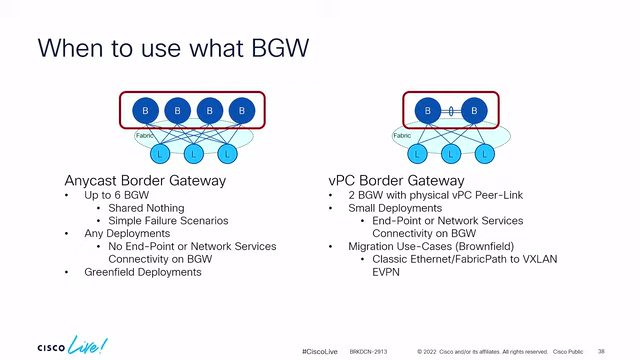 When to use what BGW
B B B B
Fabric
L L L
B B
Fabric
L L L
Anycast Border Gateway
• Up to 6 BGW
• Shared Nothing
• Simple Failure Scenarios
• Any Deployments
• No End-Point or Network Services
Connectivity on BGW
• Greenfield Deployments
vPC Border Gateway
• 2 BGW with physical vPC Peer-Link
• Small Deployments
• End-Point or Network Services
Connectivity on BGW
• Migration Use-Cases (Brownfield)
• Classic Ethernet/FabricPath to VXLAN
EVPN
CISCO Live!
#CiscoLive
BRKDCN-2913
© 2022 Cisco and/or its affiliates. All rights reserved. Cisco Public
38